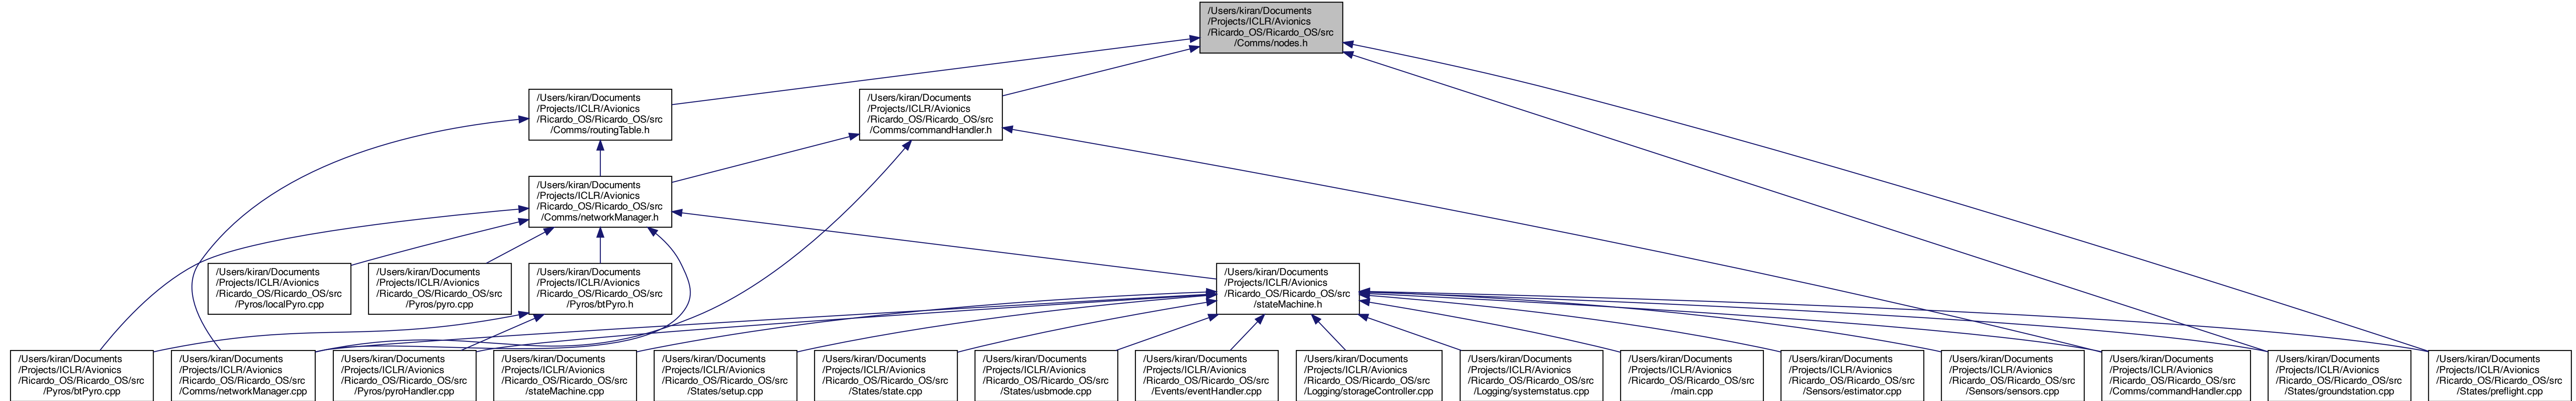 /Users/kiran/Documents
/Projects/ICLR/Avionics
/Ricardo_OS/Ricardo_OS/src
/Comms/nodes.h
/Users/kiran/Documents
/Projects/ICLR/Avionics
/Ricardo_OS/Ricardo_OS/src
/Comms/routingTable.h
/Users/kiran/Documents
/Projects/ICLR/Avionics
/Ricardo_OS/Ricardo_OS/src
/Comms/commandHandler.h
/Users/kiran/Documents
/Projects/ICLR/Avionics
/Ricardo_OS/Ricardo_OS/src
/Comms/networkManager.h
/Users/kiran/Documents
/Projects/ICLR/Avionics
/Ricardo_OS/Ricardo_OS/src
/Pyros/localPyro.cpp
/Users/kiran/Documents
/Projects/ICLR/Avionics
/Ricardo_OS/Ricardo_OS/src
/Pyros/pyro.cpp
/Users/kiran/Documents
/Projects/ICLR/Avionics
/Ricardo_OS/Ricardo_OS/src
/Pyros/btPyro.h
/Users/kiran/Documents
/Projects/ICLR/Avionics
/Ricardo_OS/Ricardo_OS/src
/stateMachine.h
/Users/kiran/Documents
/Projects/ICLR/Avionics
/Ricardo_OS/Ricardo_OS/src
/Pyros/btPyro.cpp
/Users/kiran/Documents
/Projects/ICLR/Avionics
/Ricardo_OS/Ricardo_OS/src
/Comms/networkManager.cpp
/Users/kiran/Documents
/Projects/ICLR/Avionics
/Ricardo_OS/Ricardo_OS/src
/Pyros/pyroHandler.cpp
/Users/kiran/Documents
/Projects/ICLR/Avionics
/Ricardo_OS/Ricardo_OS/src
/stateMachine.cpp
/Users/kiran/Documents
/Projects/ICLR/Avionics
/Ricardo_OS/Ricardo_OS/src
/States/setup.cpp
/Users/kiran/Documents
/Projects/ICLR/Avionics
/Ricardo_OS/Ricardo_OS/src
/States/state.cpp
/Users/kiran/Documents
/Projects/ICLR/Avionics
/Ricardo_OS/Ricardo_OS/src
/States/usbmode.cpp
/Users/kiran/Documents
/Projects/ICLR/Avionics
/Ricardo_OS/Ricardo_OS/src
/Events/eventHandler.cpp
/Users/kiran/Documents
/Projects/ICLR/Avionics
/Ricardo_OS/Ricardo_OS/src
/Logging/storageController.cpp
/Users/kiran/Documents
/Projects/ICLR/Avionics
/Ricardo_OS/Ricardo_OS/src
/Logging/systemstatus.cpp
/Users/kiran/Documents
/Projects/ICLR/Avionics
/Ricardo_OS/Ricardo_OS/src
/main.cpp
/Users/kiran/Documents
/Projects/ICLR/Avionics
/Ricardo_OS/Ricardo_OS/src
/Sensors/estimator.cpp
/Users/kiran/Documents
/Projects/ICLR/Avionics
/Ricardo_OS/Ricardo_OS/src
/Sensors/sensors.cpp
/Users/kiran/Documents
/Projects/ICLR/Avionics
/Ricardo_OS/Ricardo_OS/src
/Comms/commandHandler.cpp
/Users/kiran/Documents
/Projects/ICLR/Avionics
/Ricardo_OS/Ricardo_OS/src
/States/groundstation.cpp
/Users/kiran/Documents
/Projects/ICLR/Avionics
/Ricardo_OS/Ricardo_OS/src
/States/preflight.cpp